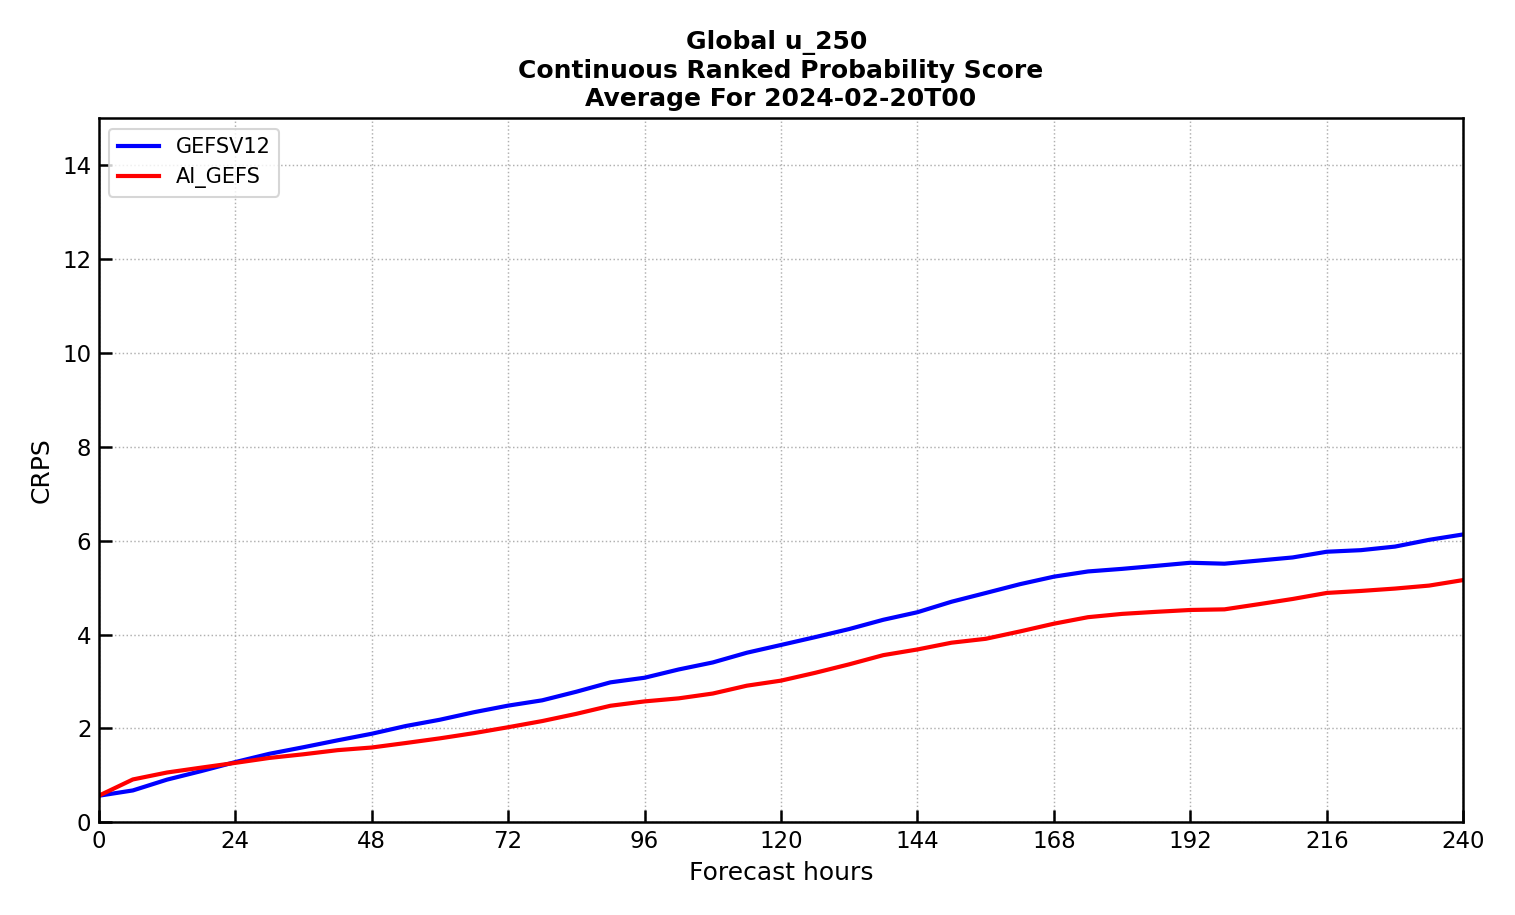 Global u_250
Continuous Ranked Probability Score
Average For 2024-02-20T00
GEFSV12
AI_GEFS
14
12
10
8
6
4
2
0
CRPS
0 24 48 72 96 120 144 168 192 216 240
Forecast hours